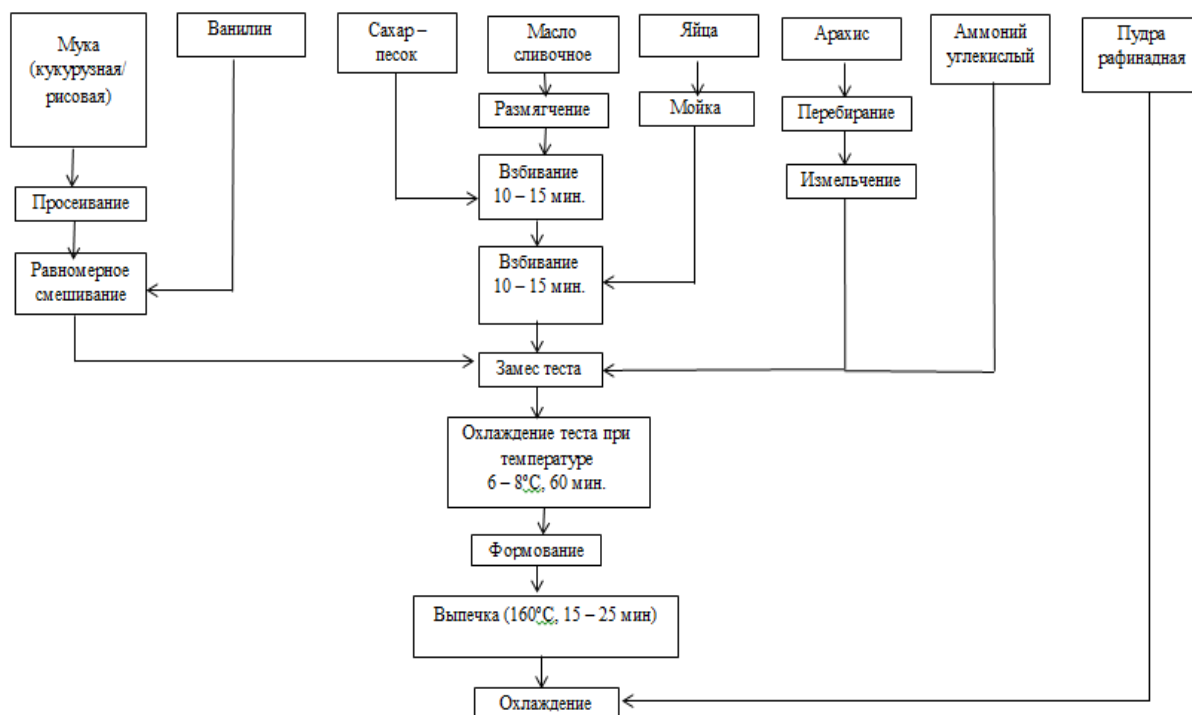 Мука
(кукурузная/
рисовая)
Ванилин
Сахар –
песок
Масло
сливочное
Яйца
Арахис
Аммоний
углекислый
Пудра
рафинадная
Размягчение
Мойка
Перебирание
Взбивание
10 – 15 мин.
Измельчение
Просеивание
Равномерное
смешивание
Взбивание
10 – 15 мин.
Замес теста
Охлаждение теста при
температуре
6 – 8°С, 60 мин.
Формование
Выпечка (160°С, 15 – 25 мин)
Охлаждение